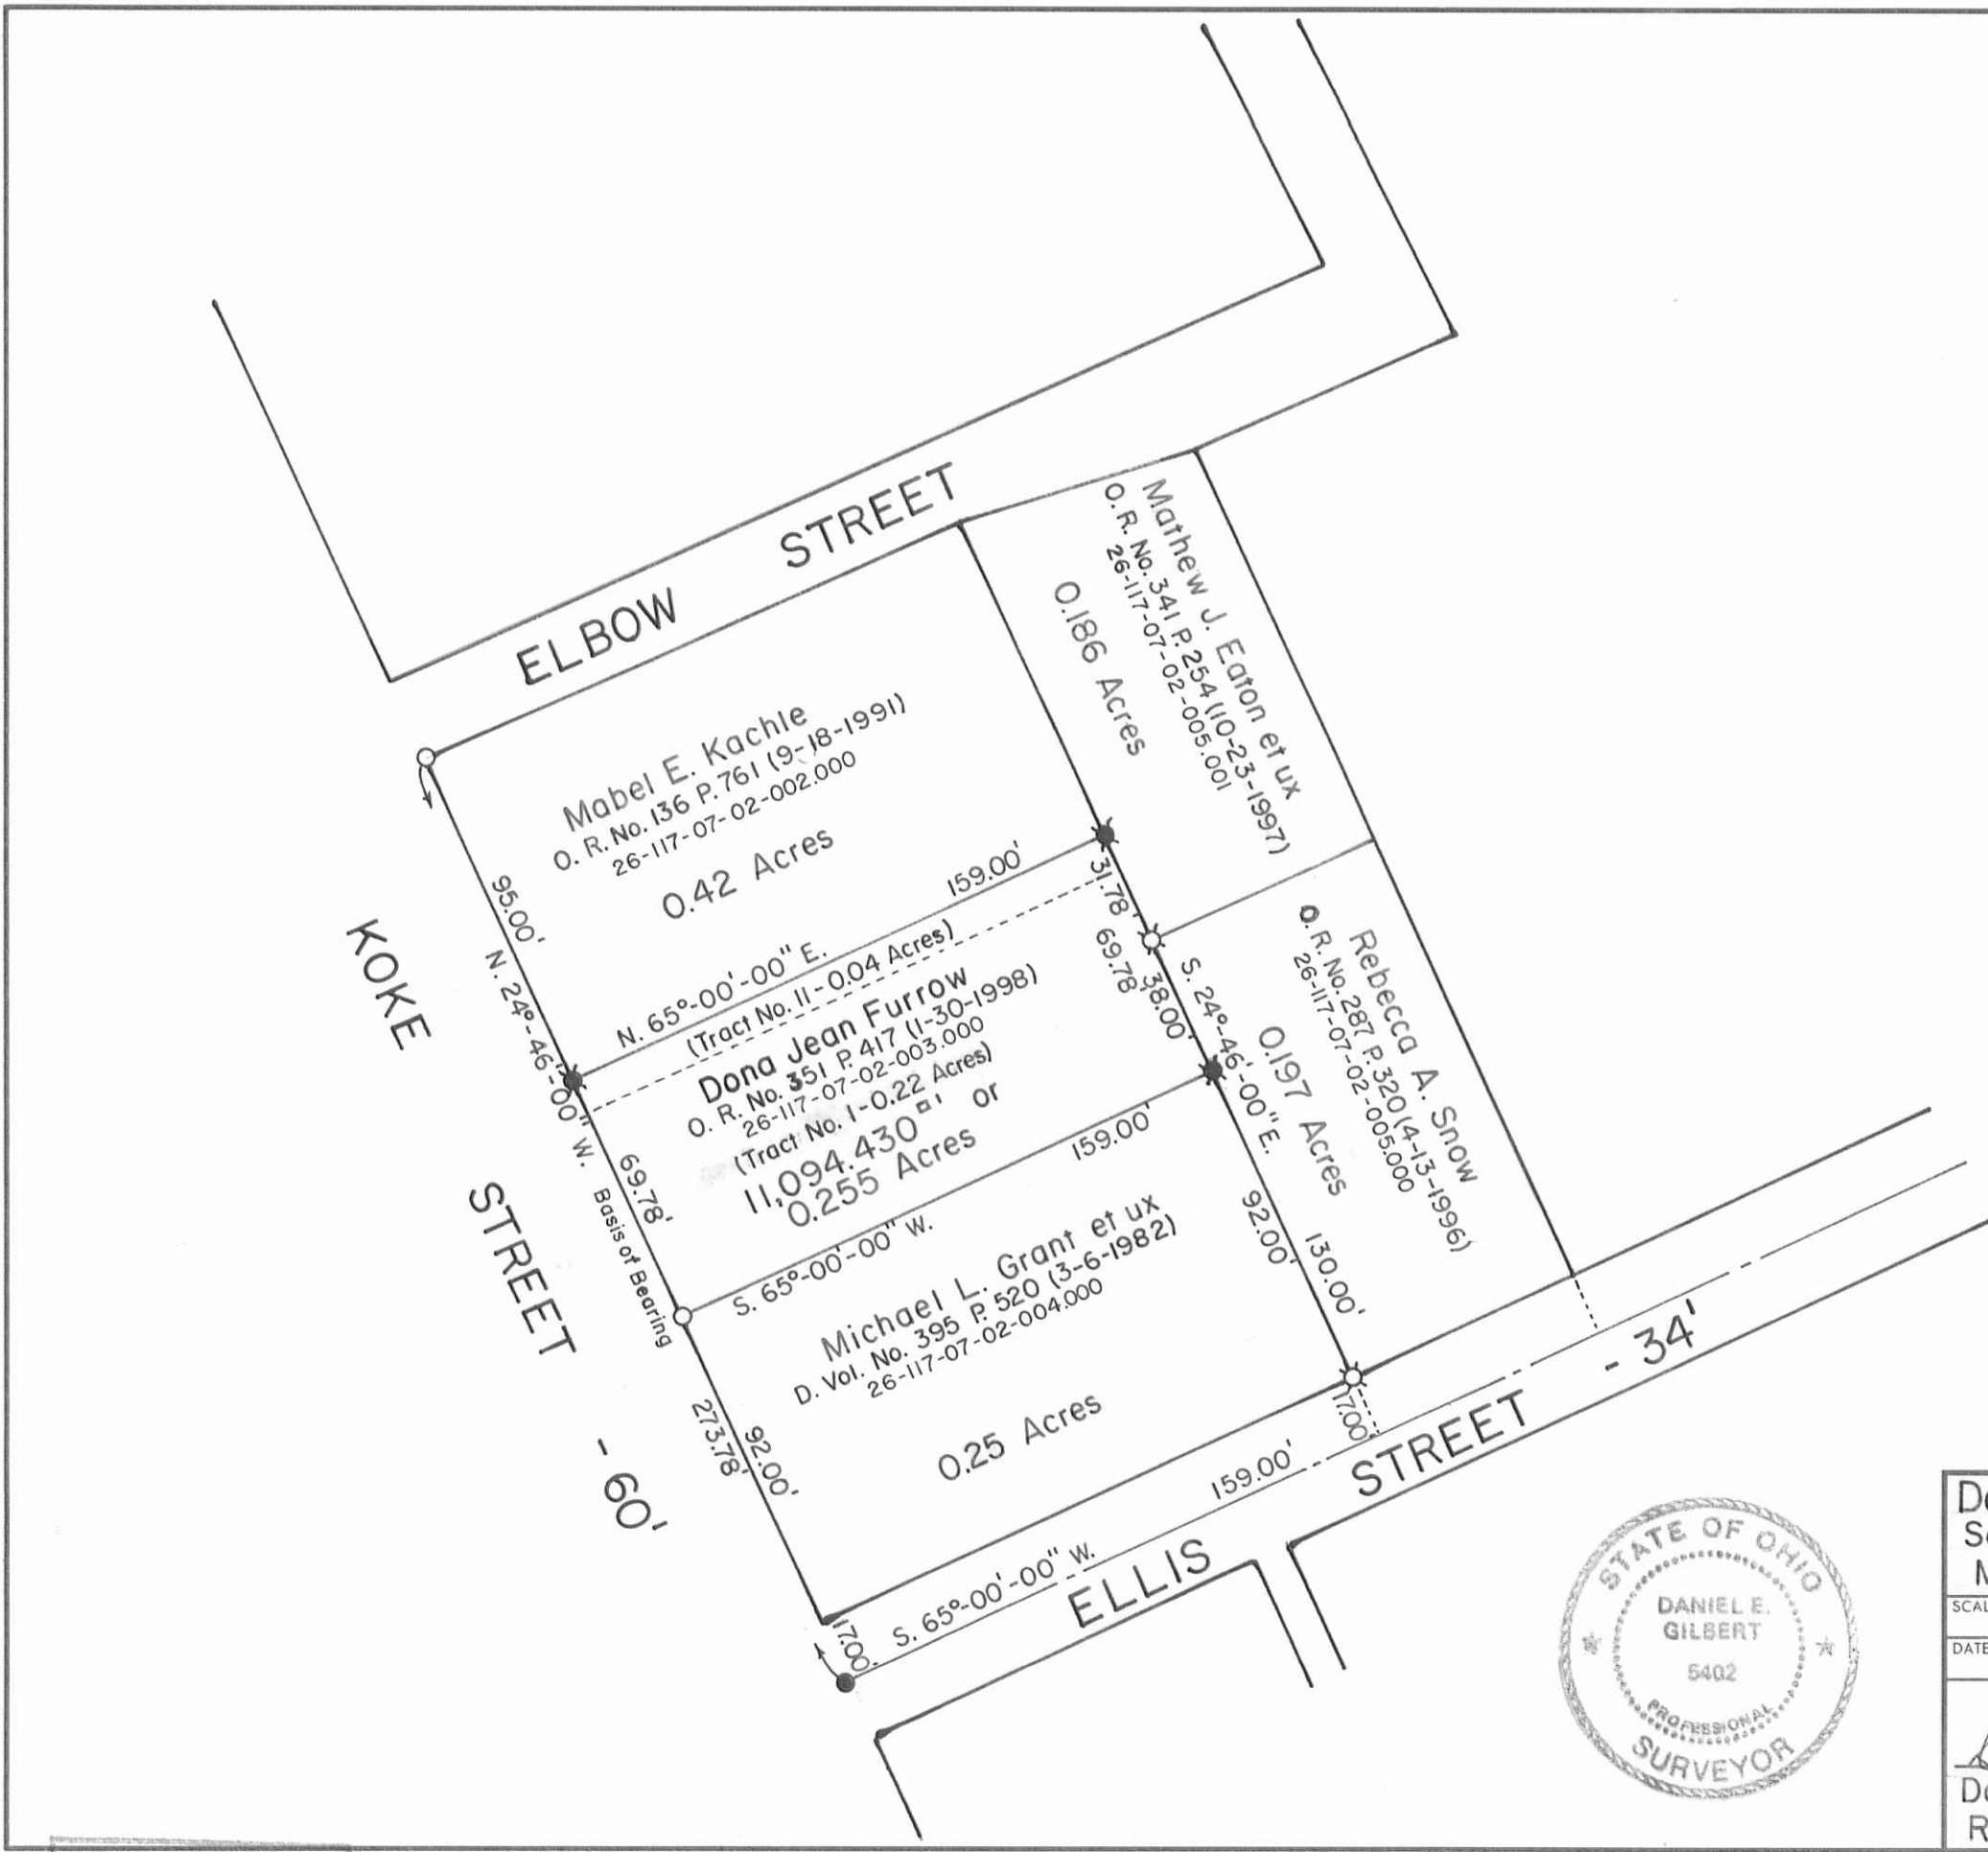 ELBOW STREET
Mabel E. Kachle
O. R. No. 136 P. 761 (9-18-1991)
26-117-07-02-002.000
0.42 Acres
Mathew J. Eaton et ux
O. R. No. 341 P. 254 (10-23-1997)
26-117-07-02-005.001
0.186 Acres
95.00'
N. 24°-46'-00" W. Basis of Bearing
159.00'
N. 65°-00'-00" E.
31.78'
69.78'
38.00'
S. 24°-46'-00" E.
(Tract No. II - 0.04 Acres)
Dona Jean Furrow
O. R. No. 351 P. 417 (1-30-1998)
26-117-07-02-003.000
(Tract No. I - 0.22 Acres)
11,094.430 □' or
0.255 Acres
69.78'
159.00'
S. 65°-00'-00" W.
Rebecca A. Snow
O. R. No. 287 P. 320 (4-13-1996)
26-117-07-02-005.000
0.197 Acres
92.00'
130.00'
Michael L. Grant et ux
D. Vol. No. 395 P. 520 (3-6-1982)
26-117-07-02-004.000
0.25 Acres
273.78'
92.00'
KOKE STREET - 60'
17.00'
159.00'
S. 65°-00'-00" W.
17.00'
ELLIS STREET - 34'
STATE OF OHIO
DANIEL E.
GILBERT
5402
PROFESSIONAL
SURVEYOR
SCAL
DATE